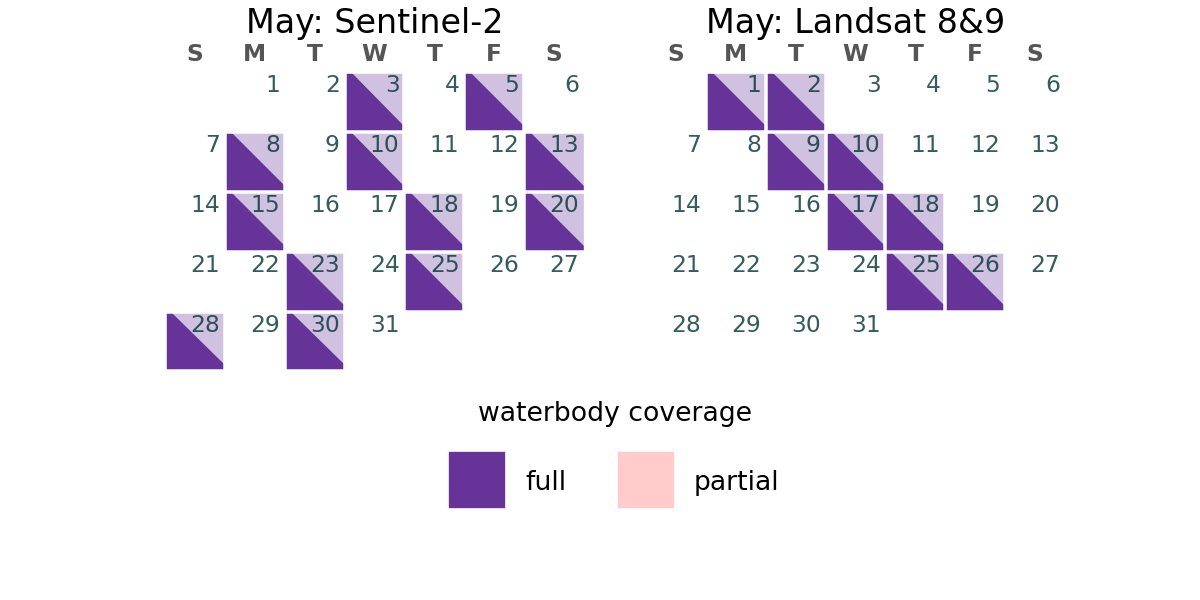 May: Sentinel-2
S M T W T F S
1 2 3 4 5 6
7 8 9 10 11 12 13
14 15 16 17 18 19 20
21 22 23 24 25 26 27
28 29 30 31
May: Landsat 8&9
S M T W T F S
1 2 3 4 5 6
7 8 9 10 11 12 13
14 15 16 17 18 19 20
21 22 23 24 25 26 27
28 29 30 31
waterbody coverage
full partial